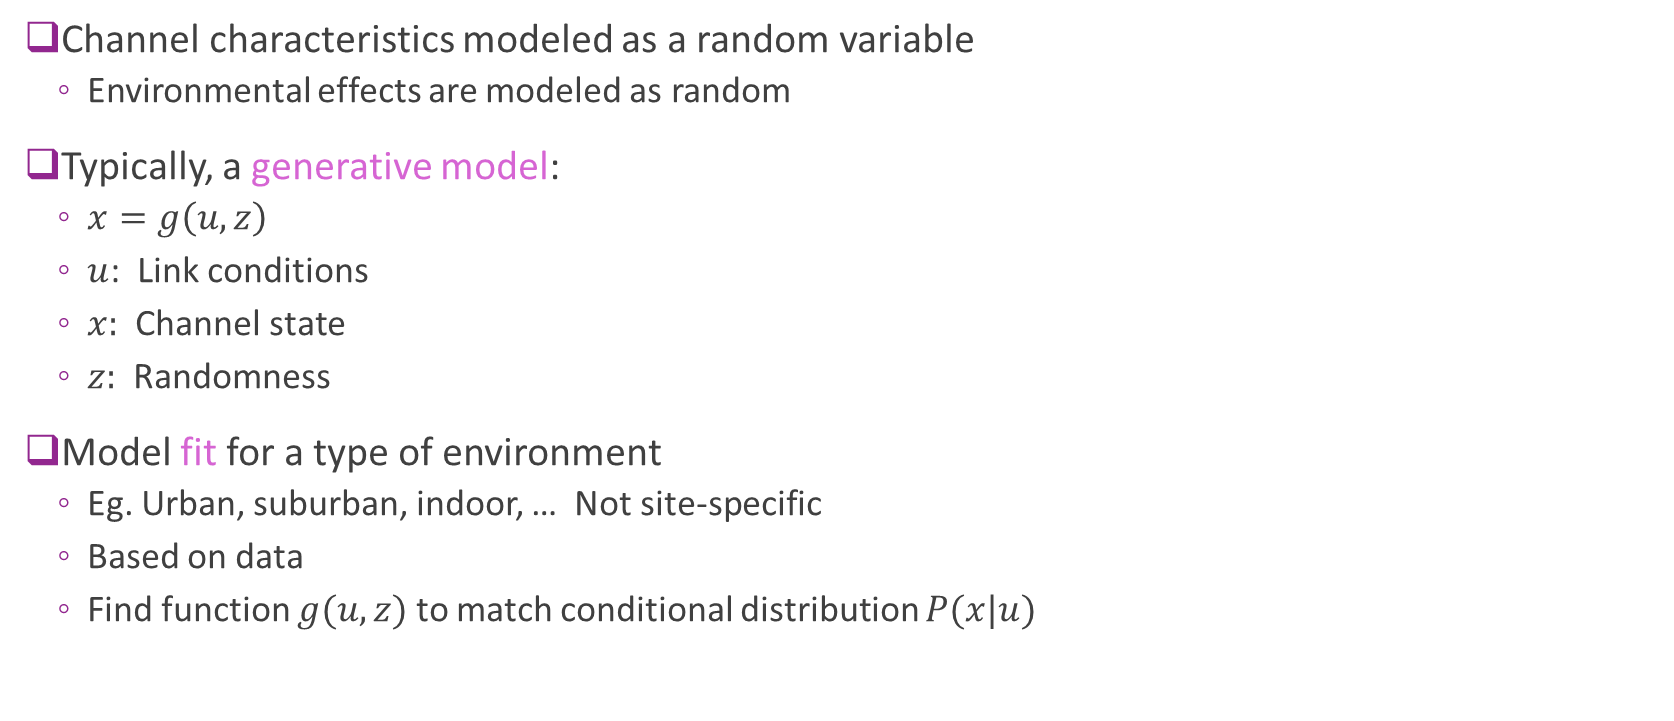 ❑Channel characteristics modeled as a random variable
◦ Environmental effects are modeled as random
❑Typically, a generative model:
◦ x = g(u, z)
◦ u: Link conditions
◦ x: Channel state
◦ z: Randomness
❑Model fit for a type of environment
◦ Eg. Urban, suburban, indoor, … Not site-specific
◦ Based on data
◦ Find function g(u, z) to match conditional distribution P(x|u)